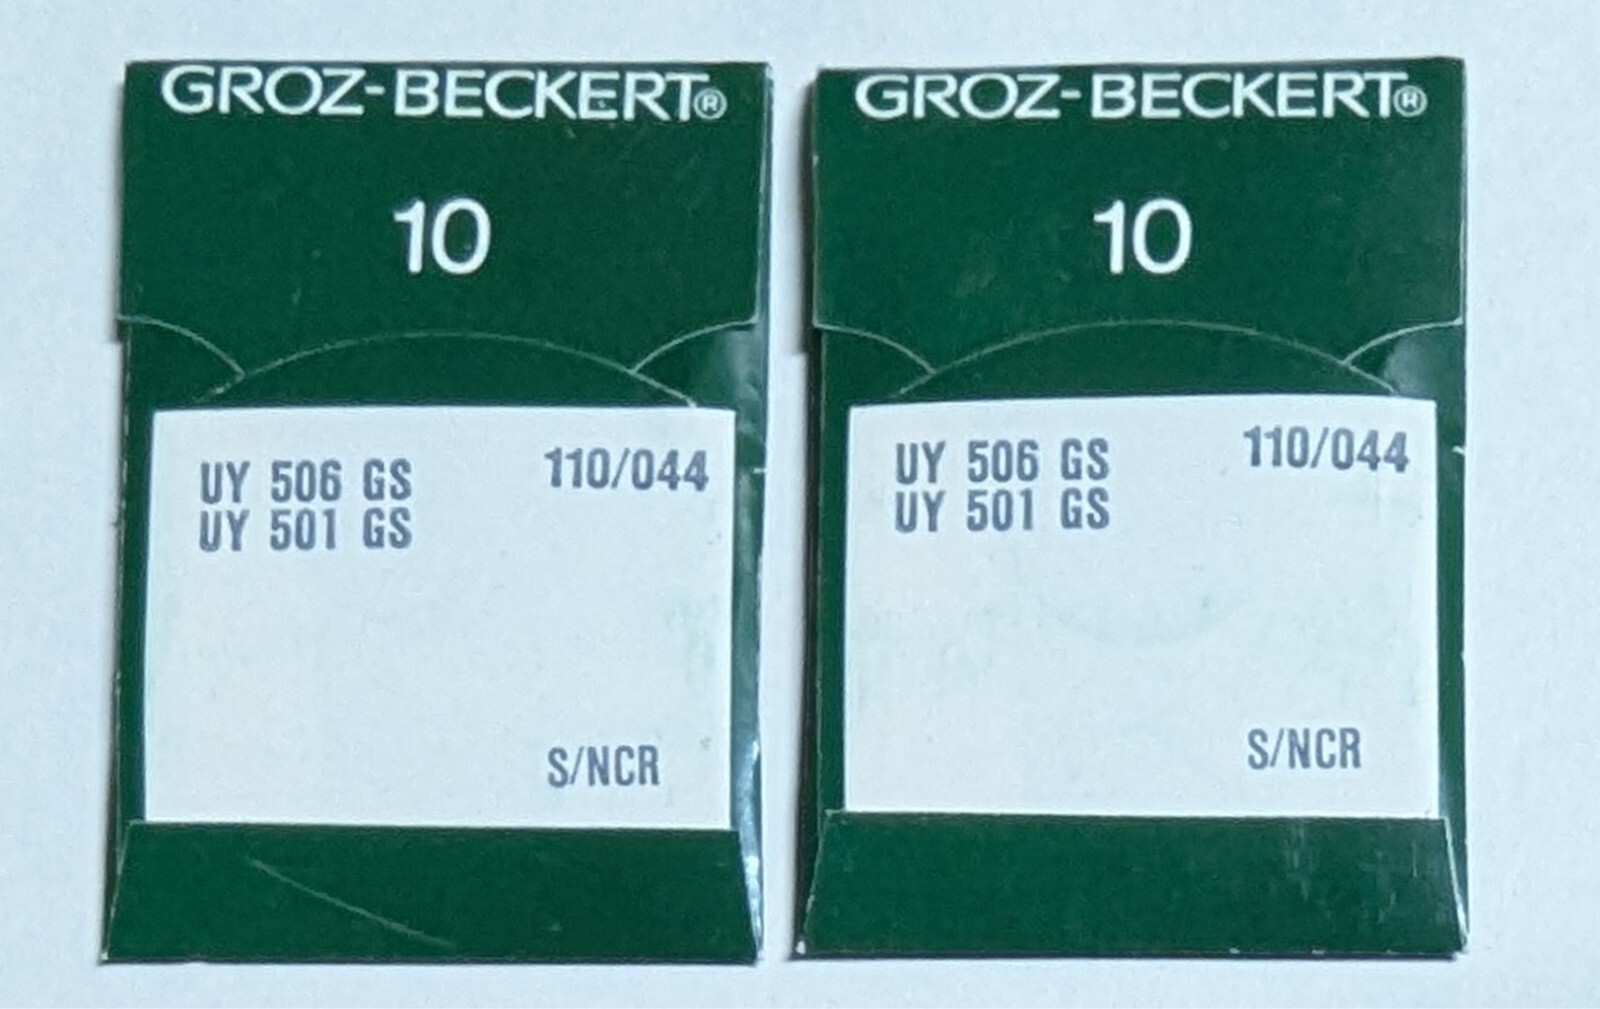 GROZ-BECKERT®
10
UY 506 GS 110/044
UY 501 GS
S/NCR
GROZ-BECKERT®
10
UY 506 GS 110/044
UY 501 GS
S/NCR